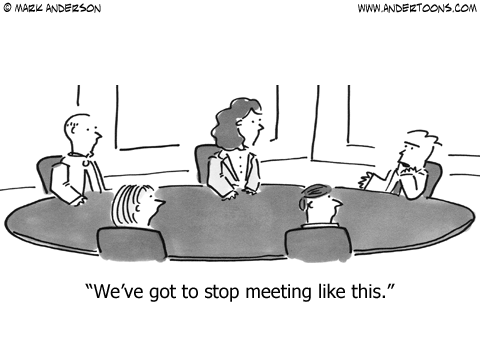 © MARK ANDERSON
WWW.ANDERTOONS.COM
“We’ve got to stop meeting like this.”